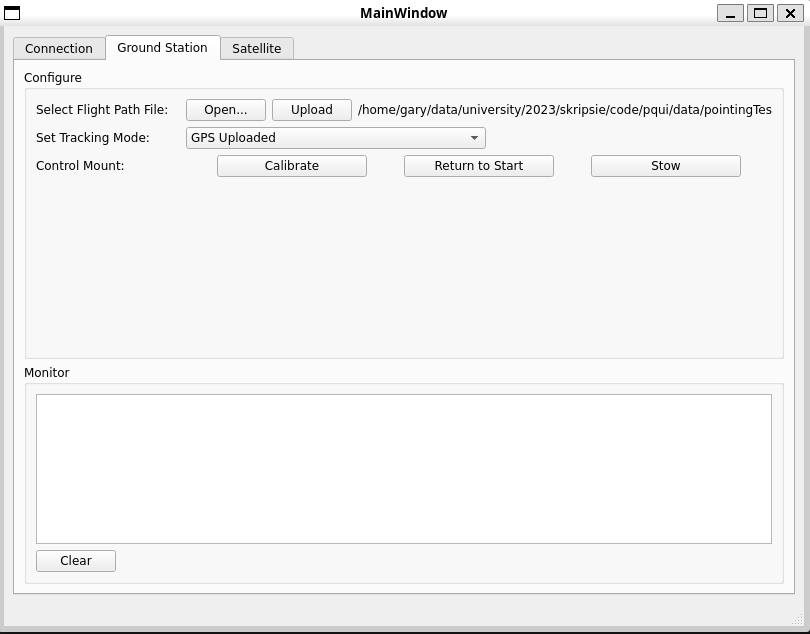 MainWindow
Connection Ground Station Satellite
Configure
Select Flight Path File: Open... Upload /home/gary/data/university/2023/skripsie/code/pqui/data/pointingTes
Set Tracking Mode: GPS Uploaded
Control Mount: Calibrate Return to Start Stow
Monitor
Clear